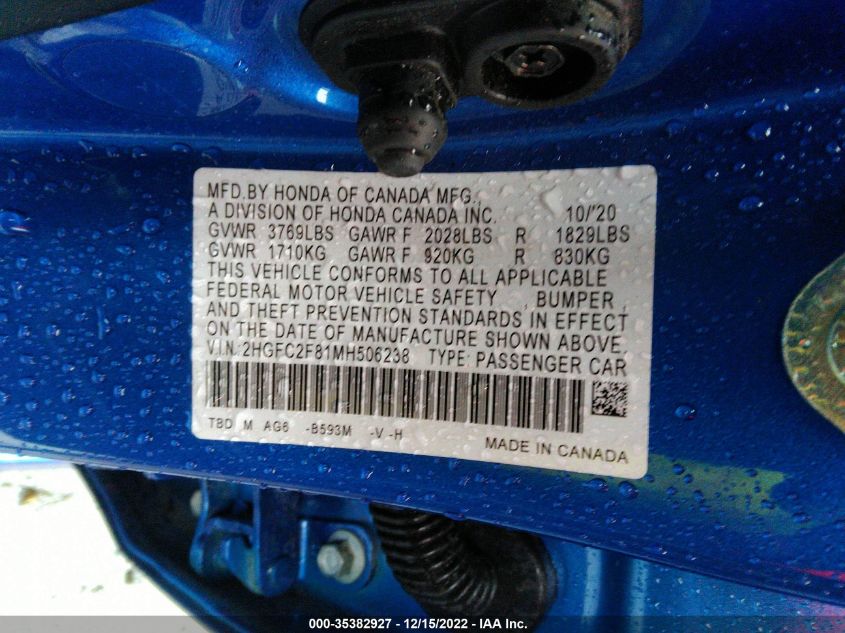 MFD.BY HONDA OF CANADA MFG.,
A DIVISION OF HONDA CANADA INC. 10/'20
GVWR 3769LBS GAWR F 2028LBS R 1829LBS
GVWR 1710KG GAWR F 920KG R 830KG
THIS VEHICLE CONFORMS TO ALL APPLICABLE
FEDERAL MOTOR VEHICLE SAFETY , BUMPER ,
AND THEFT PREVENTION STANDARDS IN EFFECT
ON THE DATE OF MANUFACTURE SHOWN ABOVE.
V.I.N.:2HGFC2F81MH506238 TYPE: PASSENGER CAR
TBD M AG6 -B593M -V -H
MADE IN CANADA
000-35382927 - 12/15/2022 - IAA Inc.